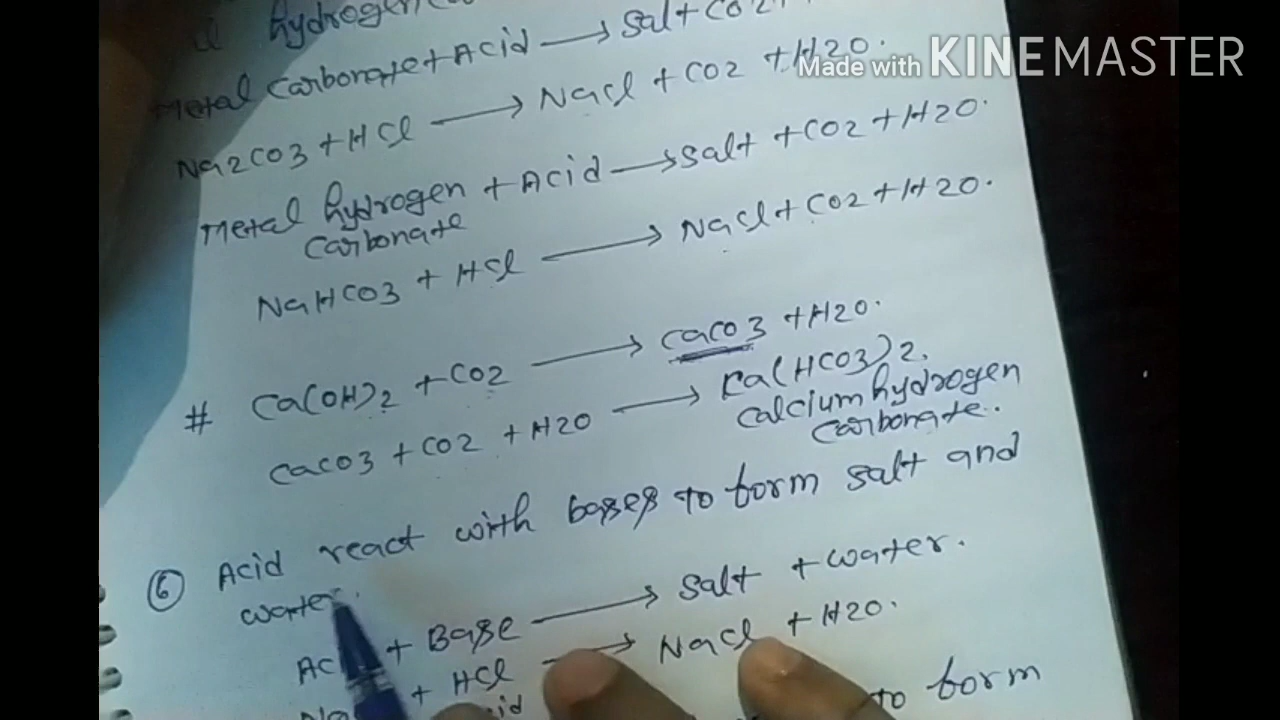 hydrogen
Metal Carbonate + Acid → Salt + CO2 +
Made with KINEMASTER
Na2CO3 + HCl → NaCl + CO2 + H2O.
Metal hydrogen + Acid → Salt + CO2 + H2O.
carbonate
NaHCO3 + HCl → NaCl + CO2 + H2O.
# Ca(OH)2 + CO2 → CaCO3 + H2O.
CaCO3 + CO2 + H2O → Ca(HCO3)2.
Calcium hydrogen
carbonate.
⑥ Acid react with bases to form salt and
water.
+ Base → Salt + water.
+ HCl → NaCl + H2O.
to form